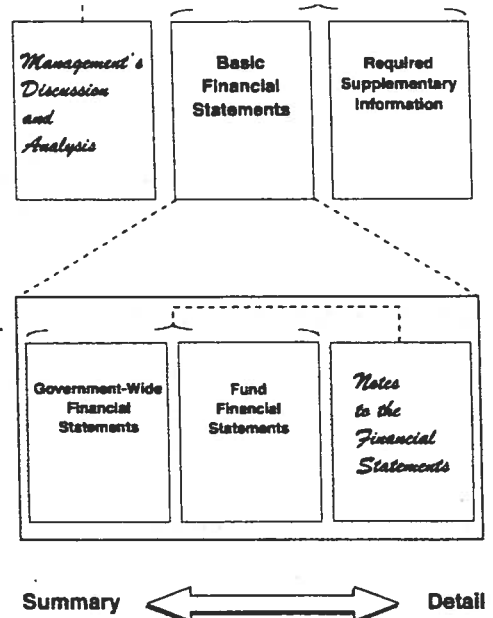 Management's
Discussion
and
Analysis
Basic
Financial
Statements
Required
Supplementary
Information
Government-Wide
Financial
Statements
Fund
Financial
Statements
Notes
to the
Financial
Statements
Summary
Detail